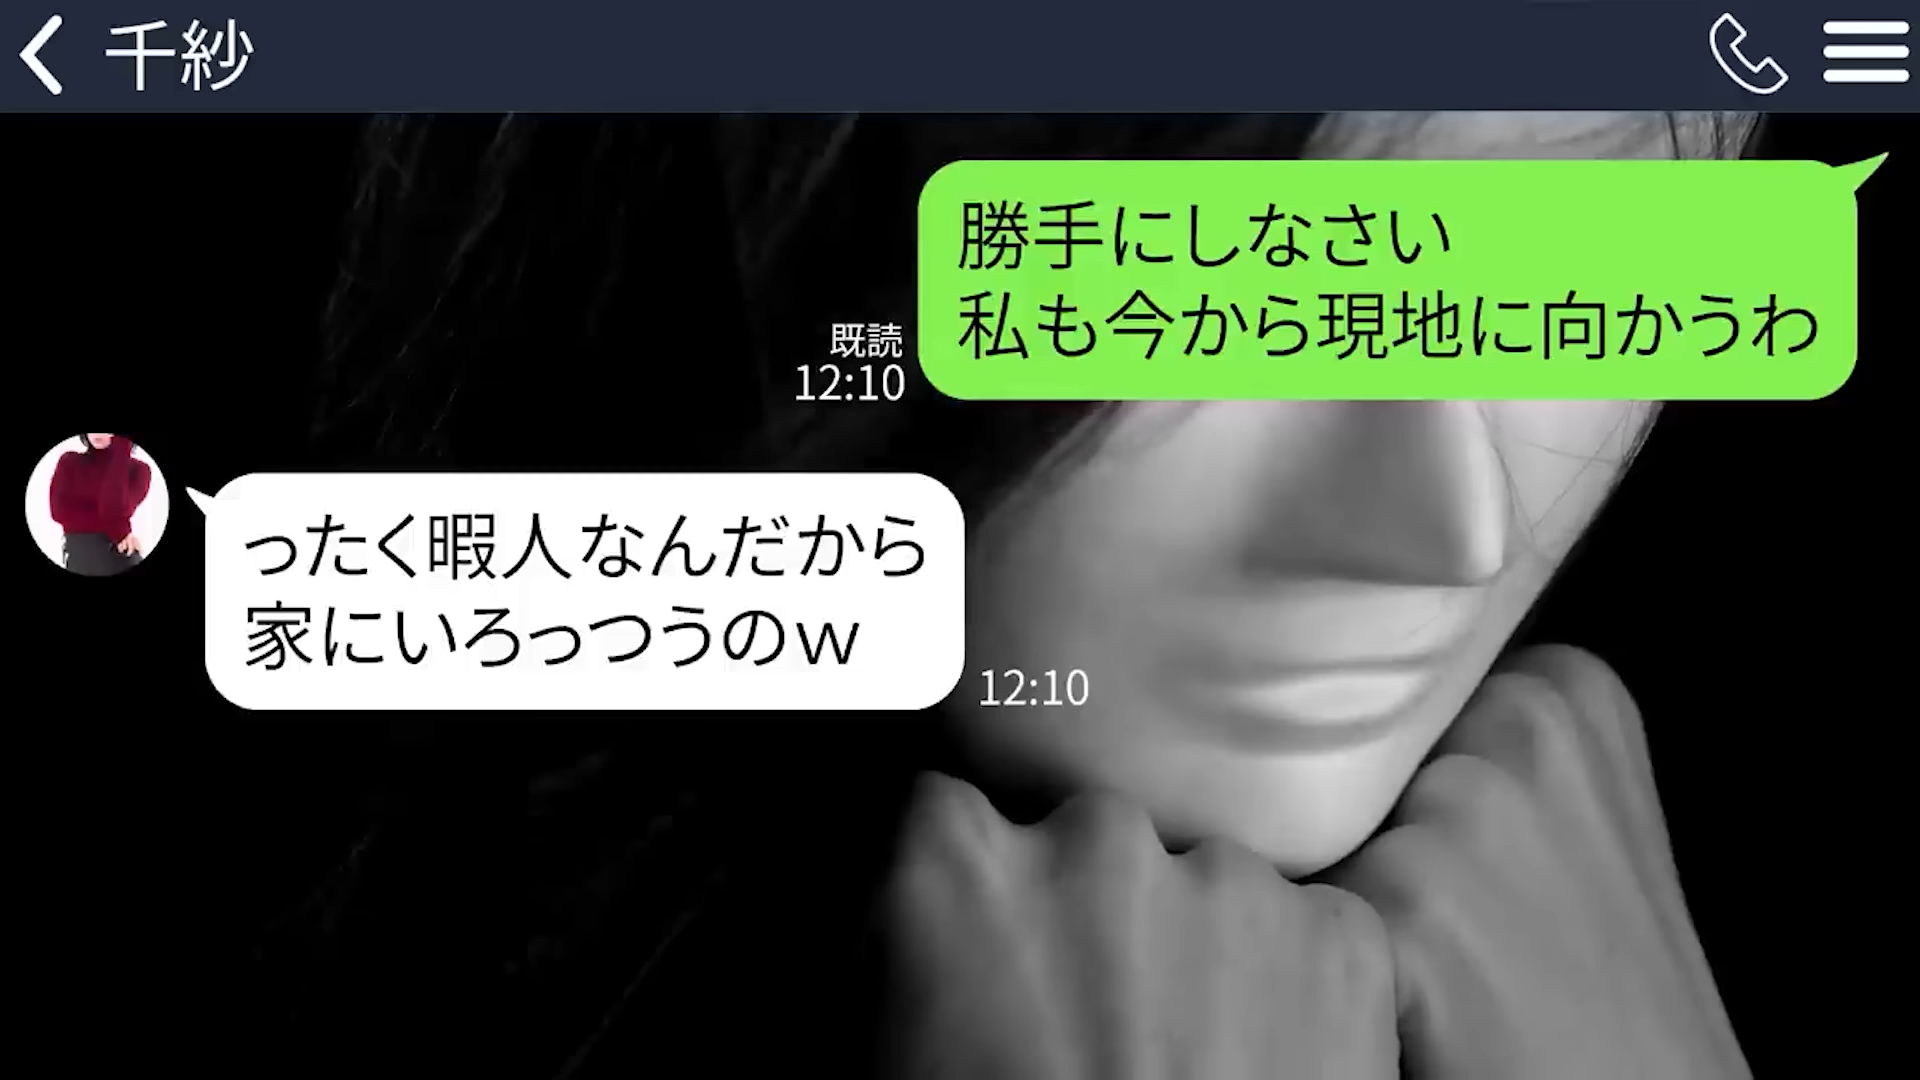 千紗
勝手にしなさい
私も今から現地に向かうわ
既読
12:10
ったく暇人なんだから
家にいろっつうのｗ
12:10